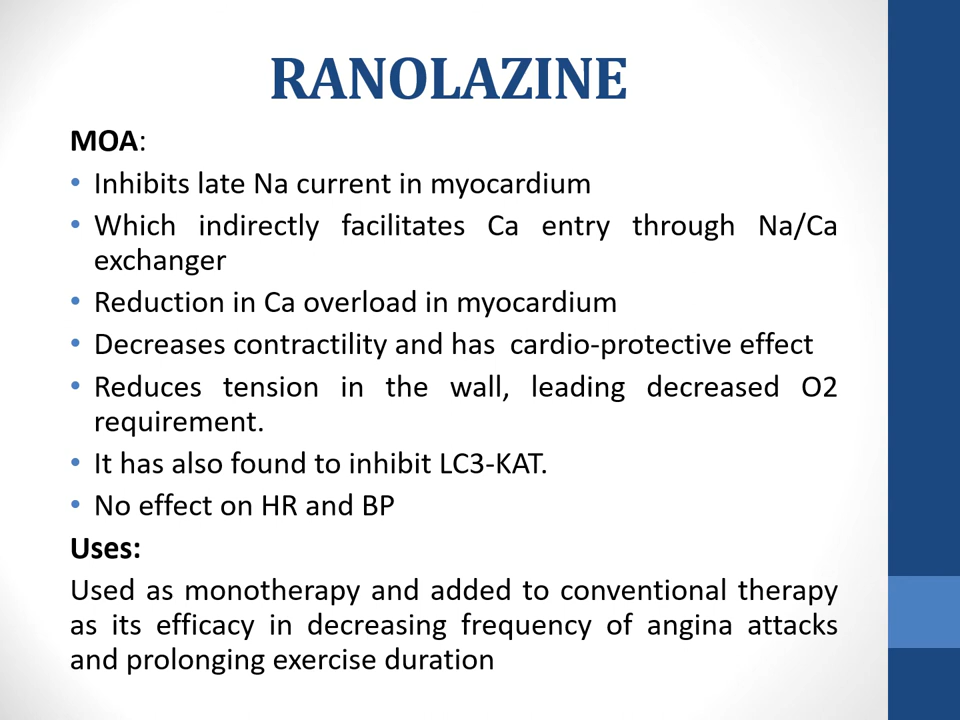 RANOLAZINE
MOA:
• Inhibits late Na current in myocardium
• Which indirectly facilitates Ca entry through Na/Ca
exchanger
• Reduction in Ca overload in myocardium
• Decreases contractility and has cardio-protective effect
• Reduces tension in the wall, leading decreased O2
requirement.
• It has also found to inhibit LC3-KAT.
• No effect on HR and BP
Uses:
Used as monotherapy and added to conventional therapy
as its efficacy in decreasing frequency of angina attacks
and prolonging exercise duration